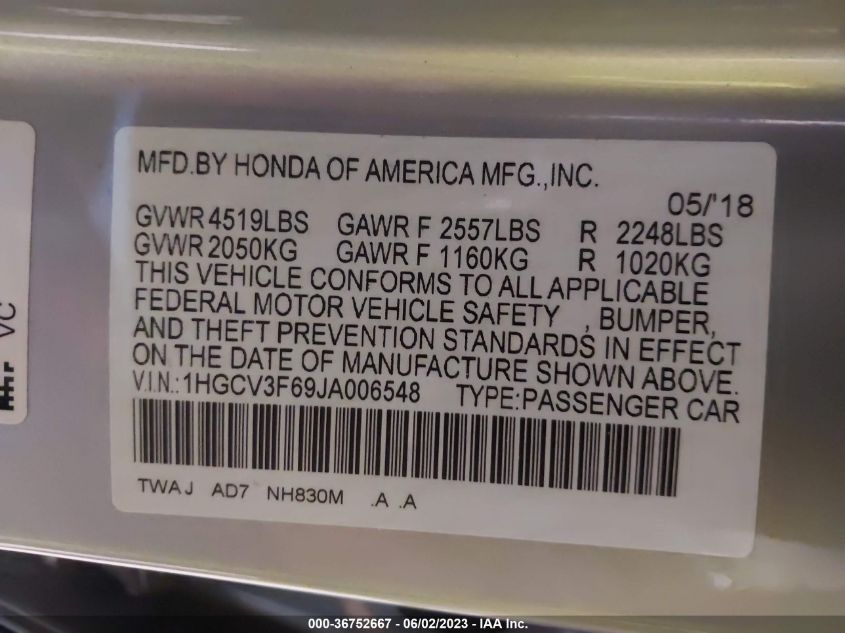 MFD.BY HONDA OF AMERICA MFG.,INC.
05/'18
GVWR 4519LBS GAWR F 2557LBS R 2248LBS
GVWR 2050KG GAWR F 1160KG R 1020KG
THIS VEHICLE CONFORMS TO ALL APPLICABLE
FEDERAL MOTOR VEHICLE SAFETY , BUMPER,
AND THEFT PREVENTION STANDARDS IN EFFECT
ON THE DATE OF MANUFACTURE SHOWN ABOVE.
V.I.N.:1HGCV3F69JA006548 TYPE:PASSENGER CAR
TWAJ AD7 NH830M .A .A
VC
000-36752667 - 06/02/2023 - IAA Inc.